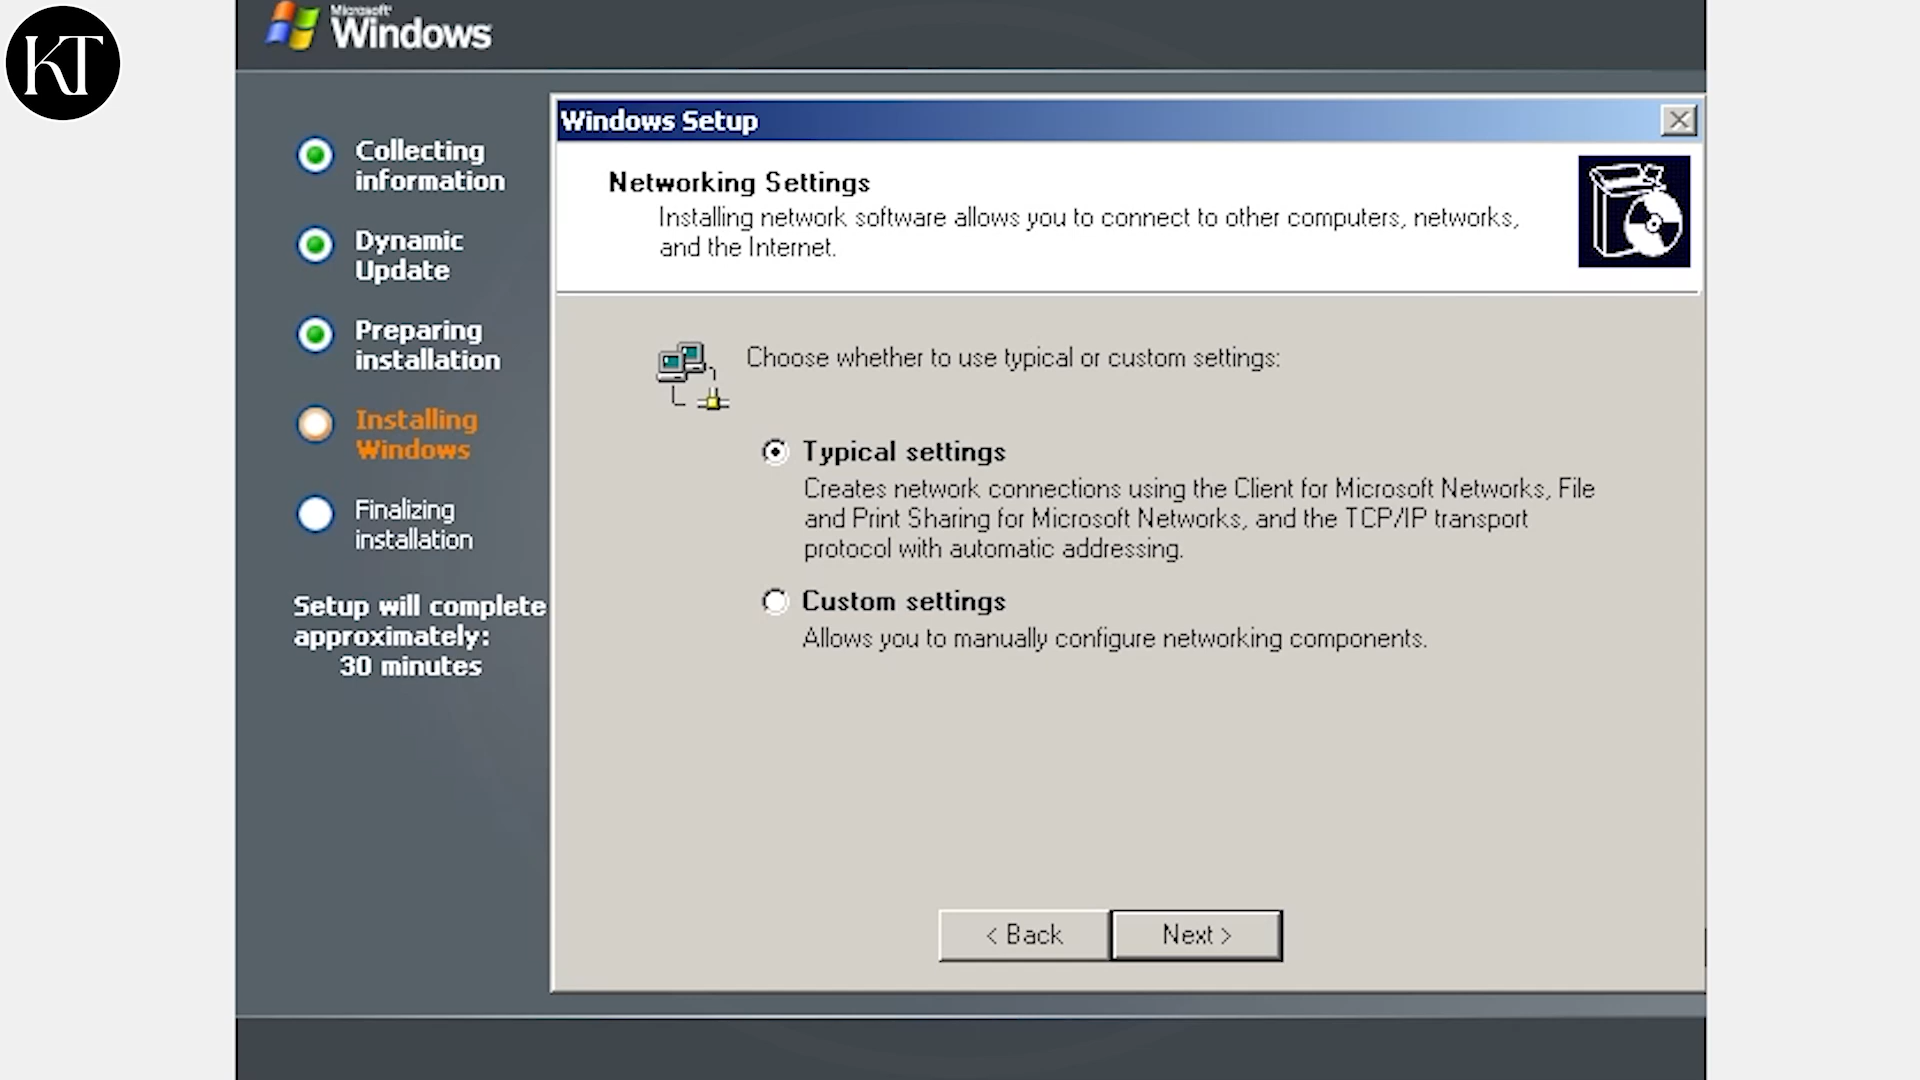 KT
Microsoft
Windows
Collecting
information
Dynamic
Update
Preparing
installation
Installing
Windows
Finalizing
installation
Setup will complete
approximately:
30 minutes
Windows Setup
Networking Settings
Installing network software allows you to connect to other computers, networks,
and the Internet.
Choose whether to use typical or custom settings:
Typical settings
Creates network connections using the Client for Microsoft Networks, File
and Print Sharing for Microsoft Networks, and the TCP/IP transport
protocol with automatic addressing.
Custom settings
Allows you to manually configure networking components.
< Back
Next >